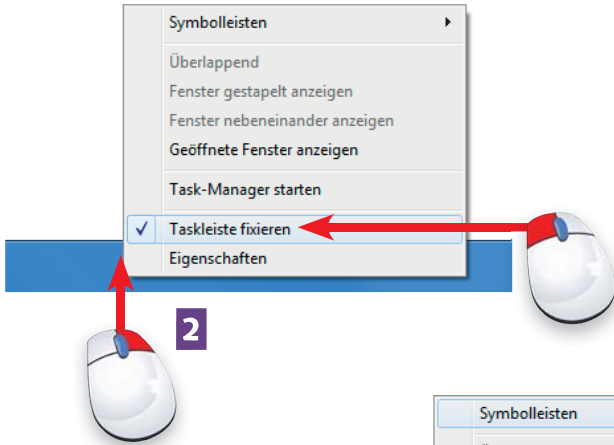 Symbolleisten
Überlappend
Fenster gestapelt anzeigen
Fenster nebeneinander anzeigen
Geöffnete Fenster anzeigen
Task-Manager starten
Taskleiste fixieren
Eigenschaften
2
Symbolleisten